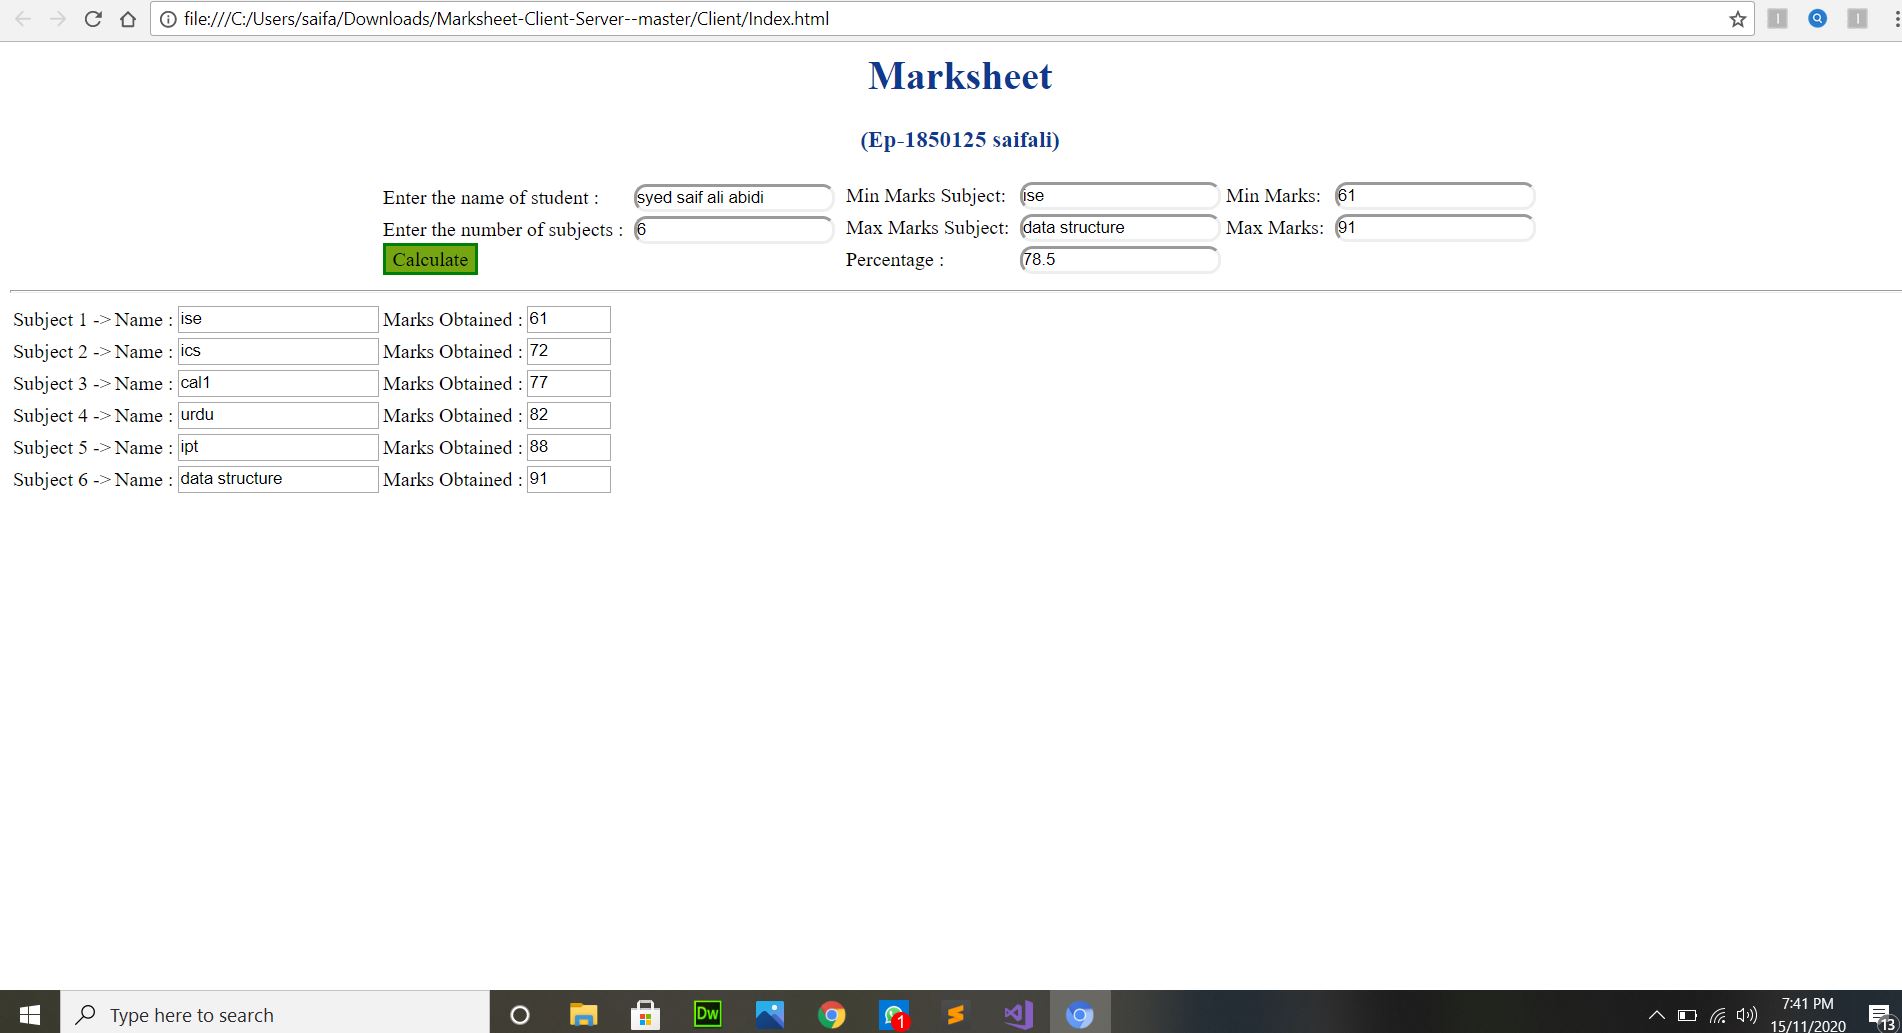 file:///C:/Users/saifa/Downloads/Marksheet-Client-Server--master/Client/Index.html
Marksheet
(Ep-1850125 saifali)
Enter the name of student : syed saif ali abidi Min Marks Subject: ise Min Marks: 61
Enter the number of subjects : 6 Max Marks Subject: data structure Max Marks: 91
Calculate Percentage : 78.5
Subject 1 -> Name : ise Marks Obtained : 61
Subject 2 -> Name : ics Marks Obtained : 72
Subject 3 -> Name : cal1 Marks Obtained : 77
Subject 4 -> Name : urdu Marks Obtained : 82
Subject 5 -> Name : ipt Marks Obtained : 88
Subject 6 -> Name : data structure Marks Obtained : 91
Type here to search Dw 1 7:41 PM
15/11/2020 13